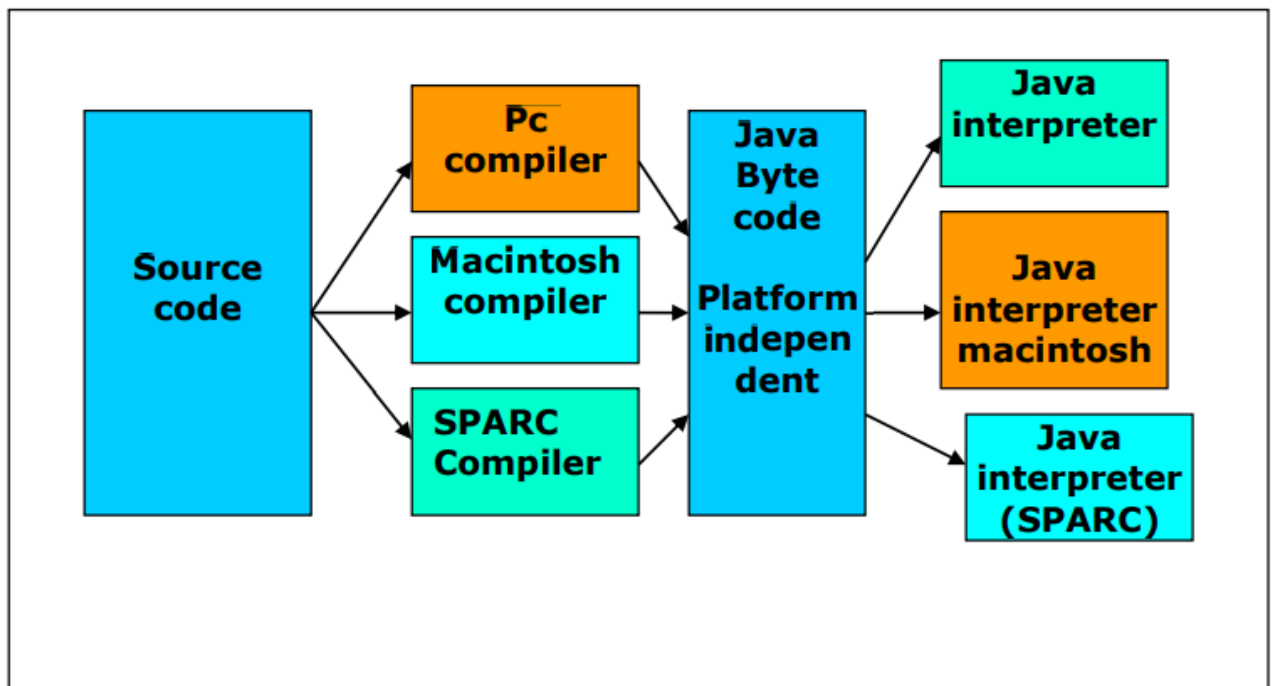 Source
code
Pc
compiler
Macintosh
compiler
SPARC
Compiler
Java
Byte
code
Platform
indepen
dent
Java
interpreter
Java
interpreter
macintosh
Java
interpreter
(SPARC)